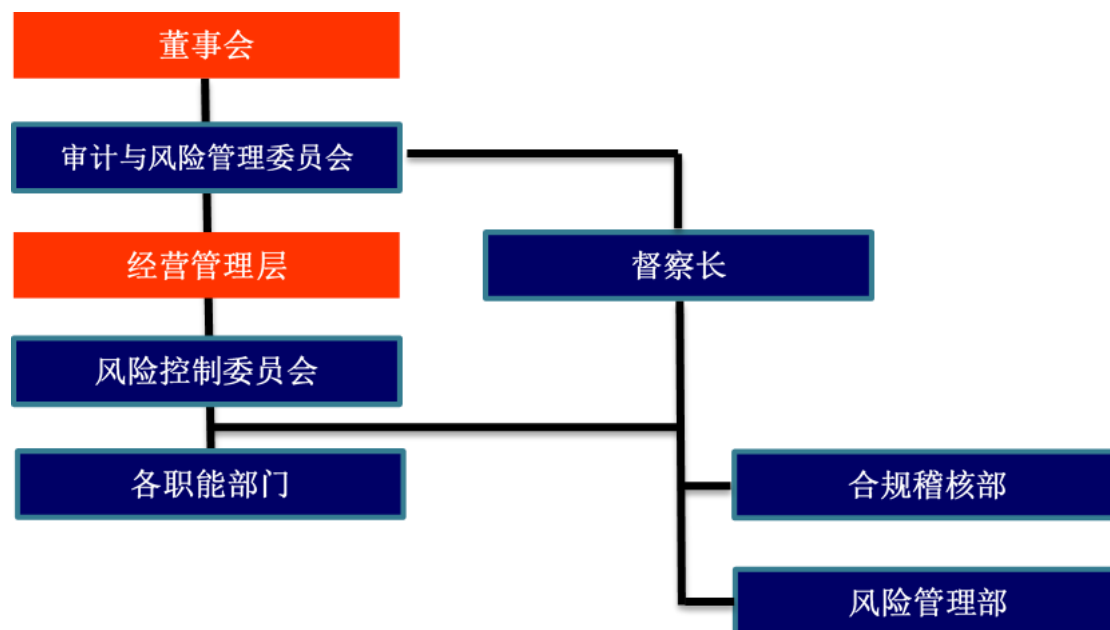 董事会
审计与风险管理委员会
经营管理层
督察长
风险控制委员会
各职能部门
合规稽核部
风险管理部